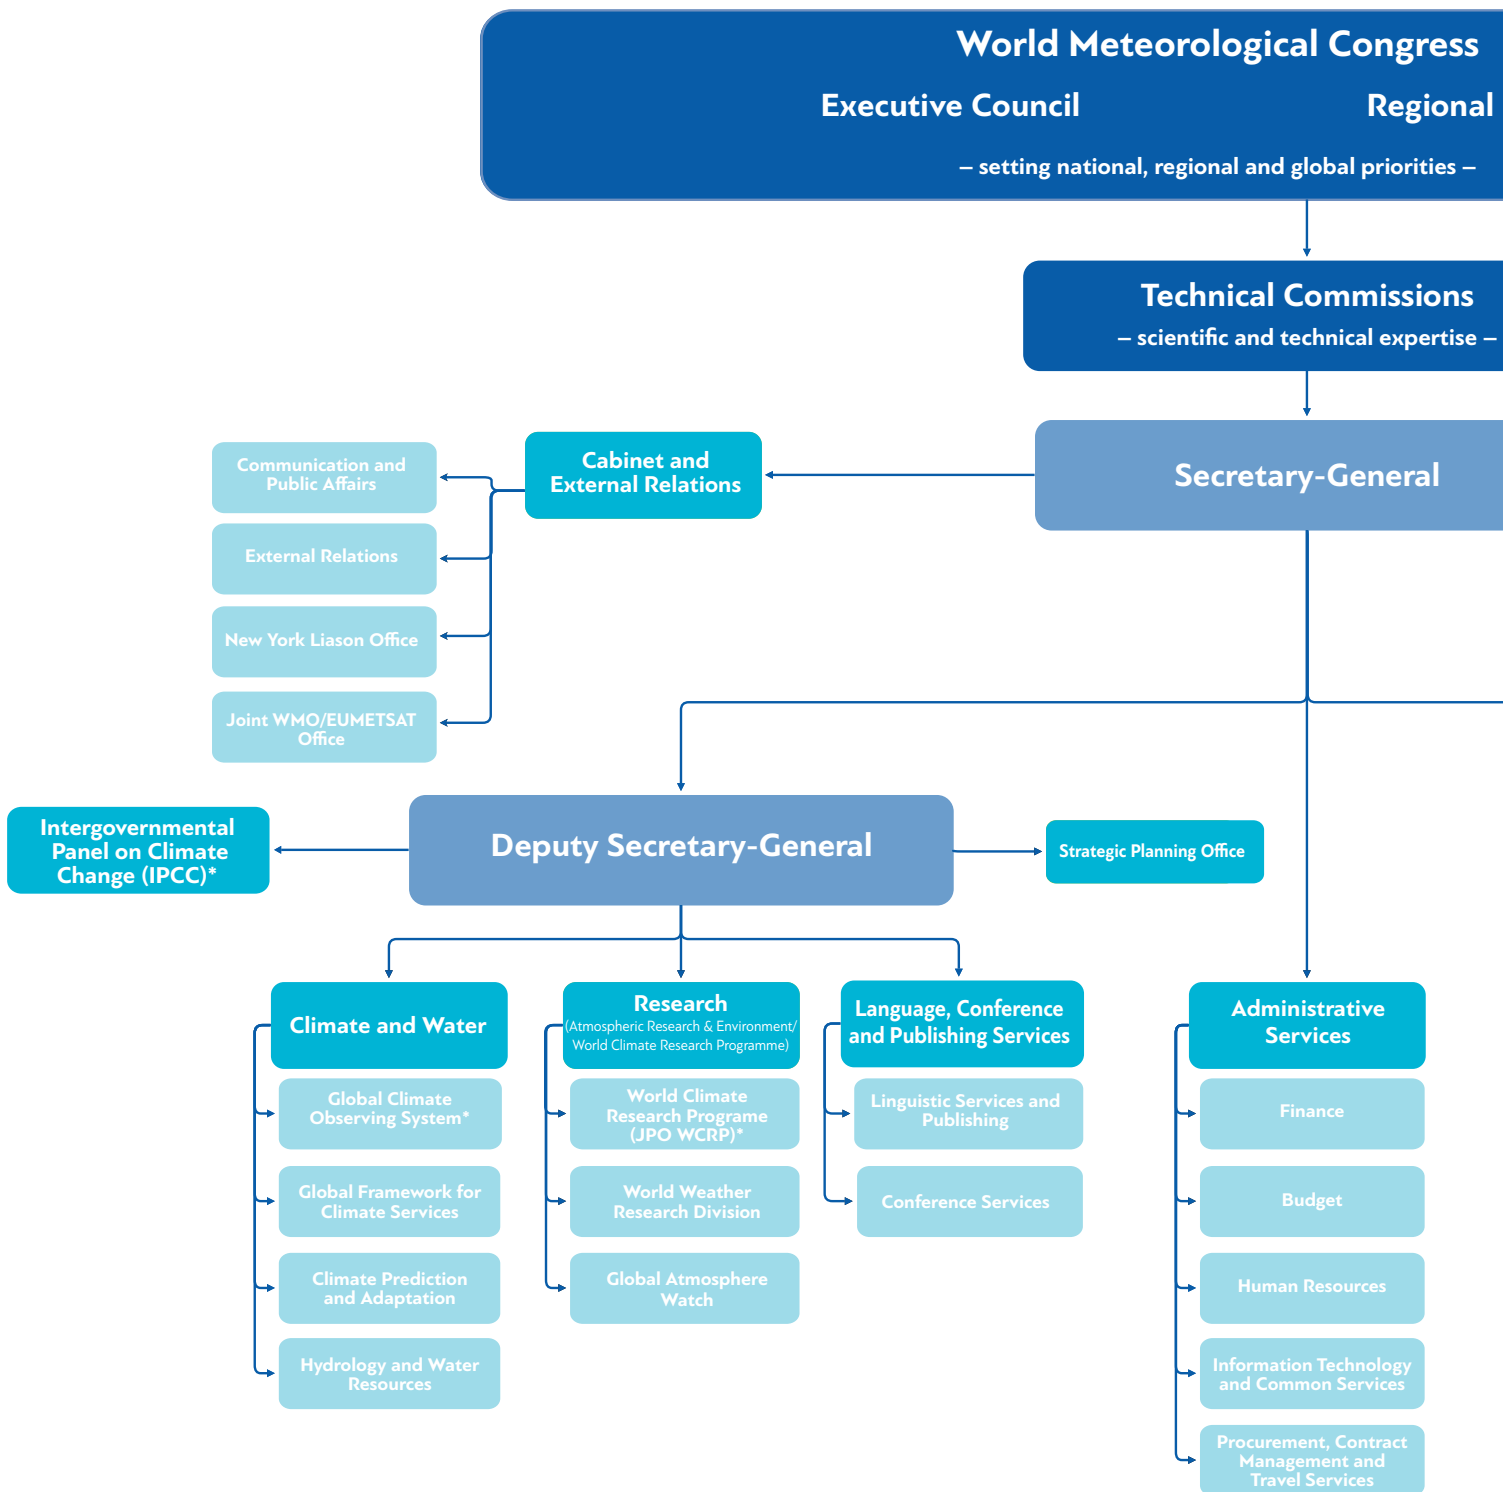 World Meteorological Congress
Executive Council
Regional
– setting national, regional and global priorities –
Technical Commissions
– scientific and technical expertise –
Secretary-General
Cabinet and
External Relations
Communication and
Public Affairs
External Relations
New York Liason Office
Joint WMO/EUMETSAT
Office
Intergovernmental
Panel on Climate
Change (IPCC)*
Deputy Secretary-General
Strategic Planning Office
Climate and Water
Global Climate
Observing System*
Global Framework for
Climate Services
Climate Prediction
and Adaptation
Hydrology and Water
Resources
Research
(Atmospheric Research & Environment/
World Climate Research Programme)
World Climate
Research Programe
(JPO WCRP)*
World Weather
Research Division
Global Atmosphere
Watch
Language, Conference
and Publishing Services
Linguistic Services and
Publishing
Conference Services
Administrative
Services
Finance
Budget
Human Resources
Information Technology
and Common Services
Procurement, Contract
Management and
Travel Services